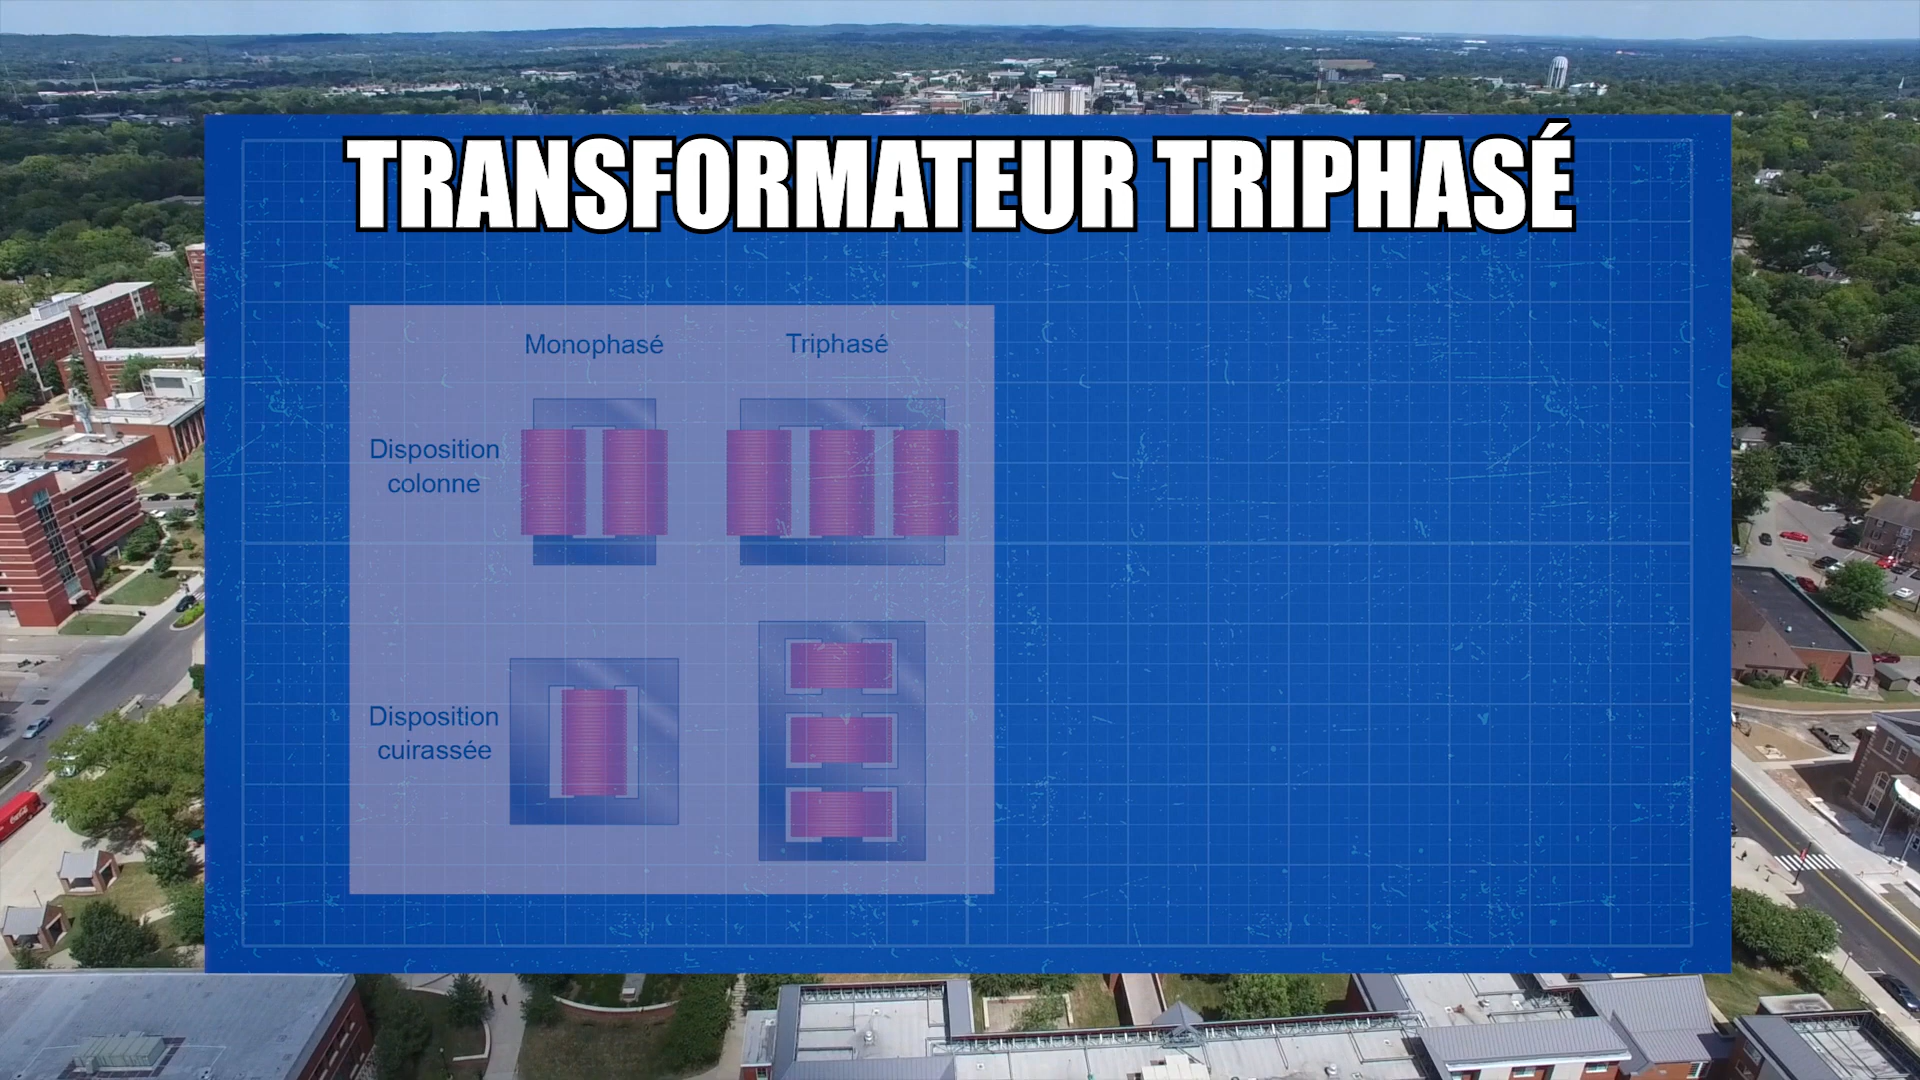 TRANSFORMATEUR TRIPHASÉ
Monophasé
Triphasé
Disposition
colonne
Disposition
cuirassée